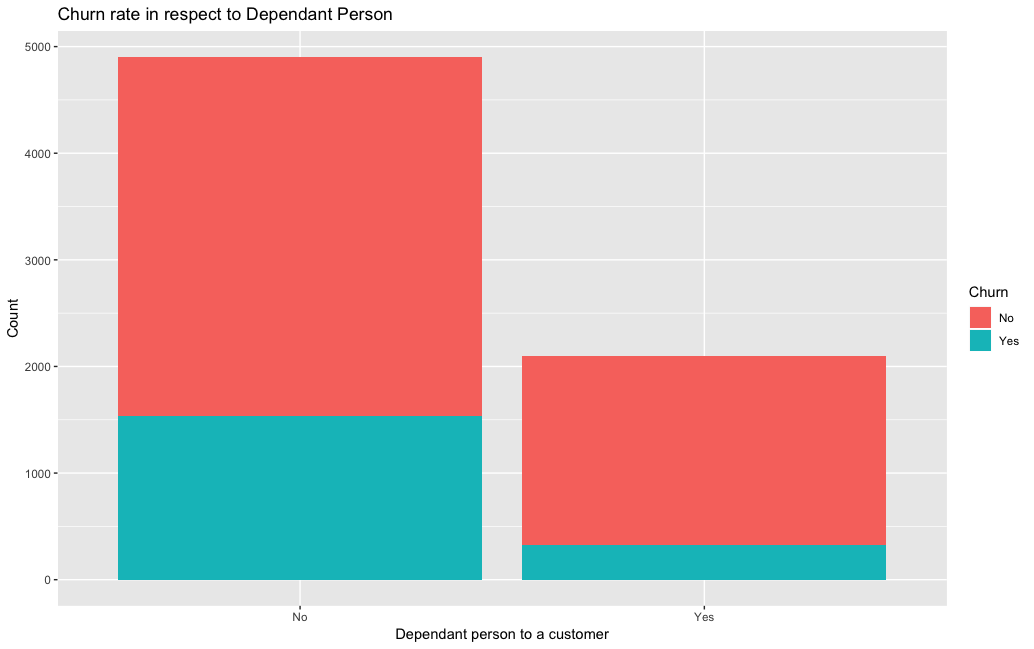 Churn rate in respect to Dependant Person
5000
4000
3000
2000
1000
0
Count
No
Yes
Dependant person to a customer
Churn
No
Yes